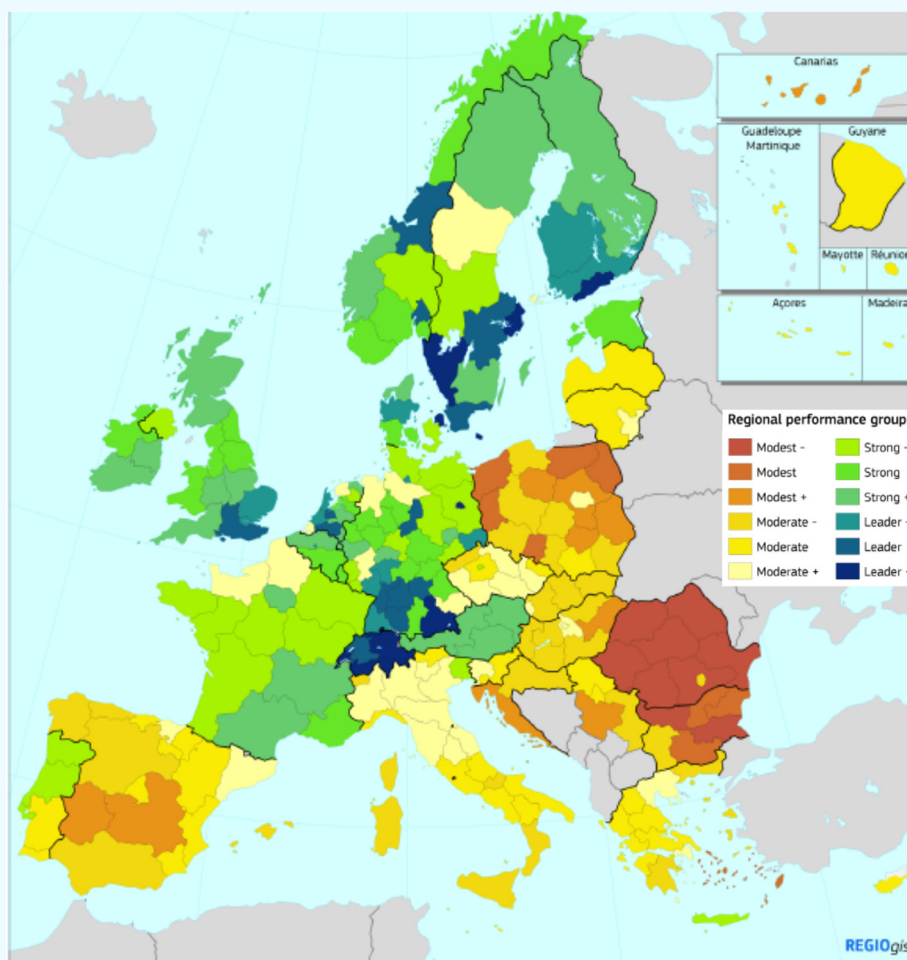 Canarias
Guadeloupe
Martinique
Guyane
Mayotte
Réunion
Açores
Madeira
Regional performance group
Modest -
Modest
Modest +
Moderate -
Moderate
Moderate +
Strong -
Strong
Strong +
Leader -
Leader
Leader
REGIOgis